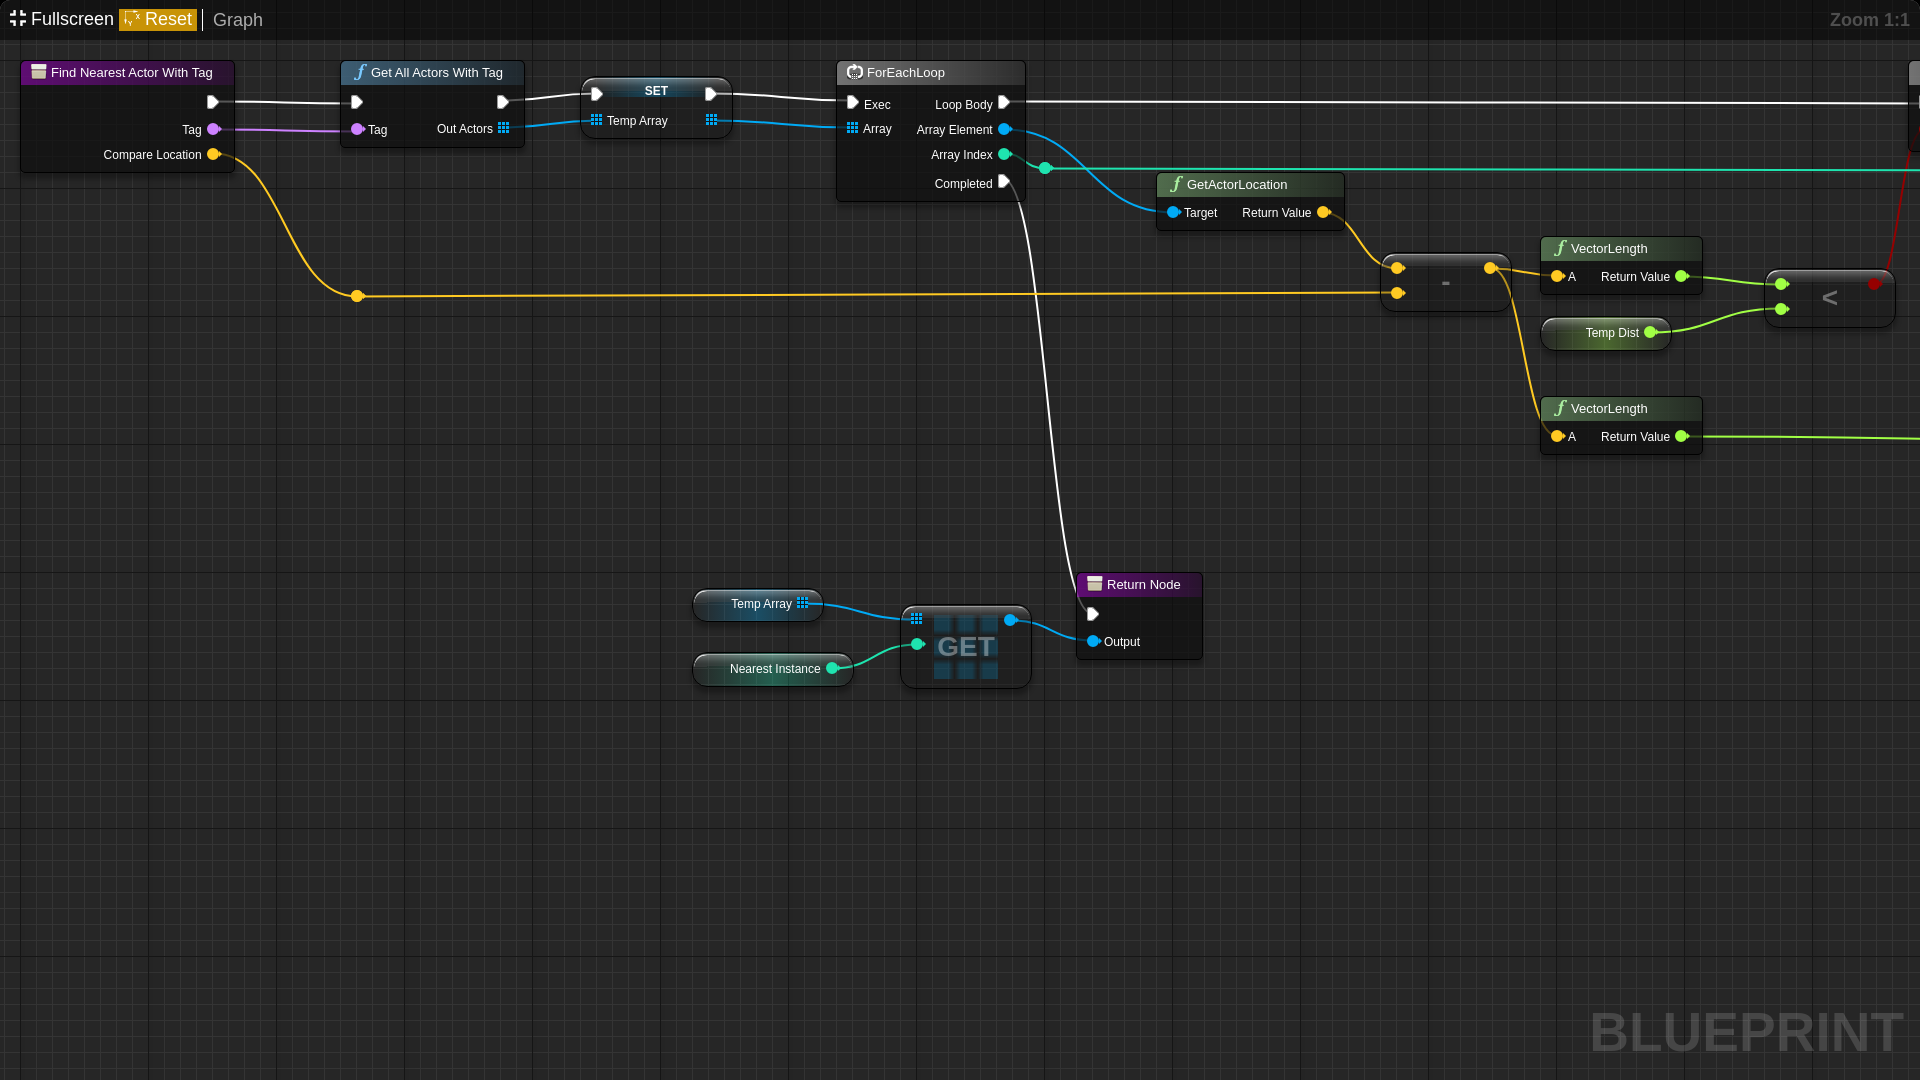 Fullscreen Reset Graph Zoom 1:1
Find Nearest Actor With Tag
Tag
Compare Location
Get All Actors With Tag
Tag Out Actors
SET
Temp Array
ForEachLoop
Exec Loop Body
Array Array Element
Array Index
Completed
GetActorLocation
Target Return Value
-
VectorLength
A Return Value
Temp Dist
<
VectorLength
A Return Value
Temp Array
Nearest Instance
GET
Return Node
Output
BLUEPRINT